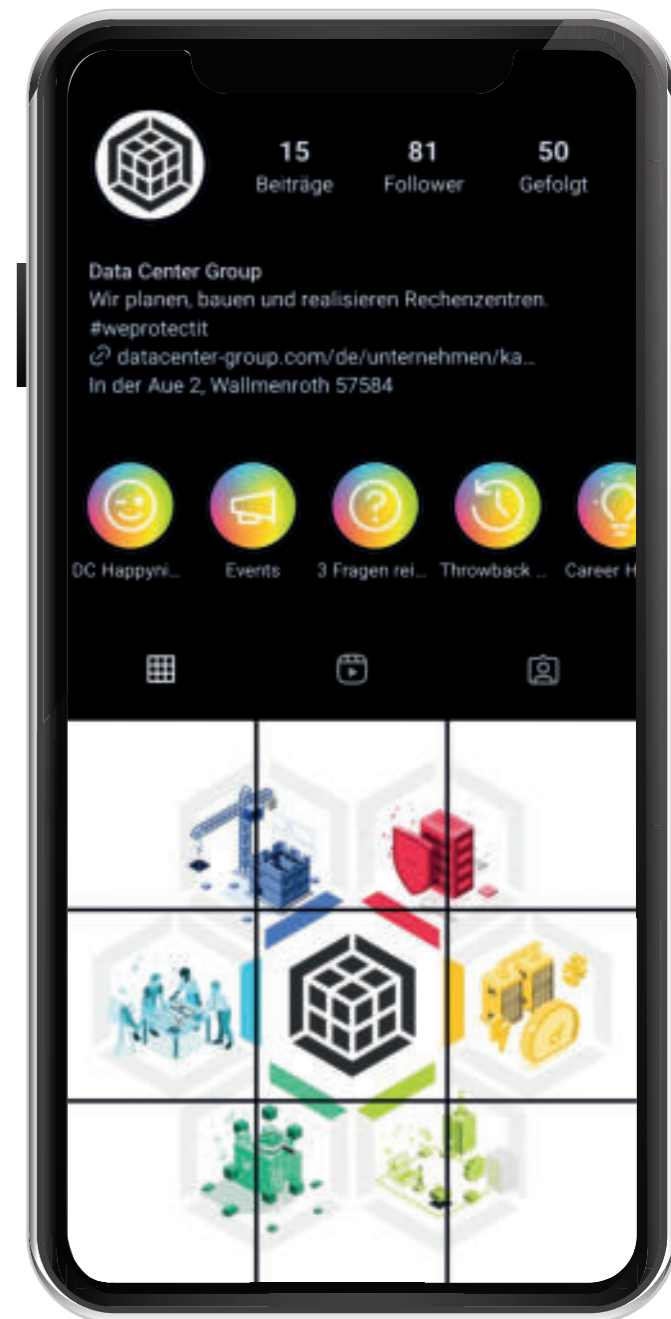 15 81 50
Beiträge Follower Gefolgt
Data Center Group
Wir planen, bauen und realisieren Rechenzentren.
#weprotectit
datacenter-group.com/de/unternehmen/ka...
In der Aue 2, Wallmenroth 57584
DC Happyni... Events 3 Fragen rei... Throwback ... Career H